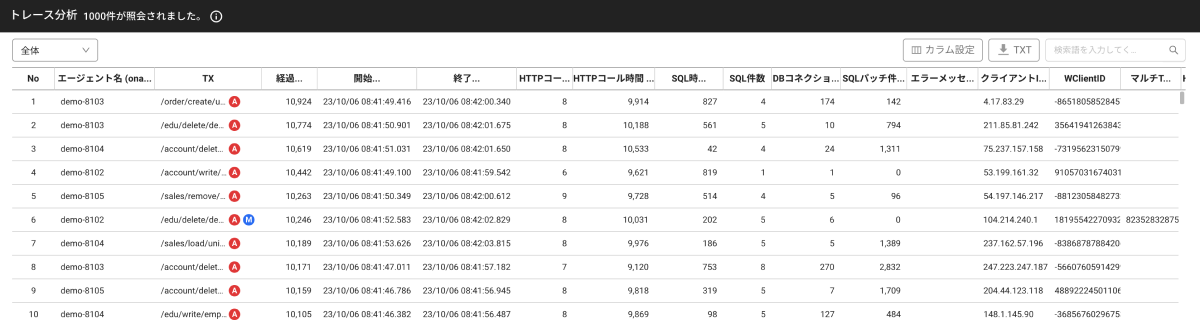 トレース分析 1000件が照会されました。
全体 カラム設定 TXT 検索語を入力してく...
No エージェント名 (ona... TX 経過... 開始... 終了... HTTPコー... HTTPコール時間 ... SQL時... SQL件数 DBコネクショ... SQLパッチ件... エラーメッセ... クライアントI... WClientID マルチT...
1 demo-8103 /order/create/u... A 10,924 23/10/06 08:41:49.416 23/10/06 08:42:00.340 8 9,914 827 4 174 142 4.17.83.29 -8651805852845
2 demo-8103 /edu/delete/de... A 10,774 23/10/06 08:41:50.901 23/10/06 08:42:01.675 8 10,188 561 5 10 794 211.85.81.242 35641941263843
3 demo-8104 /account/delet... A 10,619 23/10/06 08:41:51.031 23/10/06 08:42:01.650 8 10,533 42 4 24 1,311 75.237.157.158 -7319562315079
4 demo-8102 /account/write/... A 10,442 23/10/06 08:41:49.100 23/10/06 08:41:59.542 6 9,621 819 1 1 0 53.199.161.32 91057031674031
5 demo-8105 /sales/remove/... A 10,263 23/10/06 08:41:50.349 23/10/06 08:42:00.612 9 9,728 514 4 5 96 54.197.146.217 -881230584827
6 demo-8102 /edu/delete/de... A M 10,246 23/10/06 08:41:52.583 23/10/06 08:42:02.829 8 10,031 202 5 6 0 104.214.240.1 18195542270932 82352832875
7 demo-8104 /sales/load/uni... A 10,189 23/10/06 08:41:53.626 23/10/06 08:42:03.815 8 9,976 186 5 5 1,389 237.162.57.196 -8386878788420
8 demo-8103 /account/delet... A 10,171 23/10/06 08:41:47.011 23/10/06 08:41:57.182 7 9,120 753 8 270 2,832 247.223.247.187 -5660760591429
9 demo-8105 /account/delet... A 10,159 23/10/06 08:41:46.786 23/10/06 08:41:56.945 8 9,818 319 5 7 1,709 204.44.123.118 4889222450110
10 demo-8104 /edu/write/emp... A 10,105 23/10/06 08:41:46.382 23/10/06 08:41:56.487 8 9,869 98 5 127 484 148.1.145.90 -368567602967